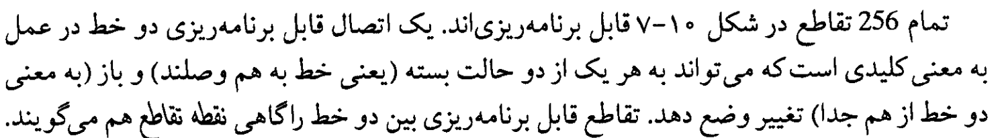 تمام 256 تقاطع در شکل ۱۰-۷ قابل برنامه‌ریزی‌اند. یک اتصال قابل برنامه‌ریزی دو خط در عمل
به معنی کلیدی است که می‌تواند به هر یک از دو حالت بسته (یعنی خط به هم وصلند) و باز (به معنی
دو خط از هم جدا) تغییر وضع دهد. تقاطع قابل برنامه‌ریزی بین دو خط را گاهی نقطه تقاطع هم می‌گویند.